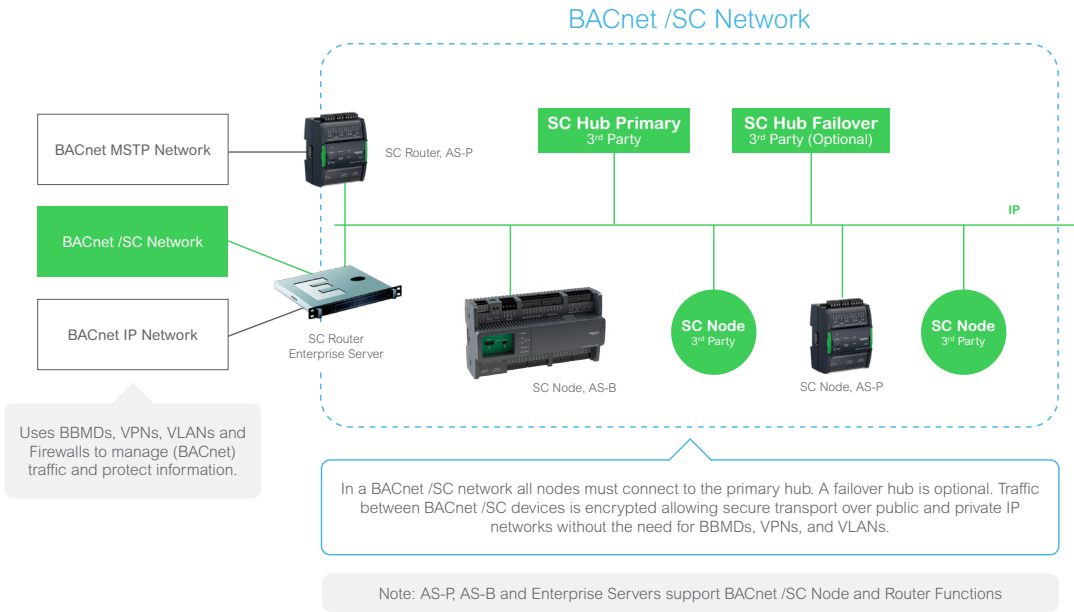 BACnet /SC Network
BACnet MSTP Network
SC Router, AS-P
SC Hub Primary
3rd Party
SC Hub Failover
3rd Party (Optional)
IP
BACnet /SC Network
BACnet IP Network
SC Router
Enterprise Server
SC Node, AS-B
SC Node
3rd Party
SC Node, AS-P
SC Node
3rd Party
Uses BBMDs, VPNs, VLANs and
Firewalls to manage (BACnet)
traffic and protect information.
In a BACnet /SC network all nodes must connect to the primary hub. A failover hub is optional. Traffic
between BACnet /SC devices is encrypted allowing secure transport over public and private IP
networks without the need for BBMDs, VPNs, and VLANs.
Note: AS-P, AS-B and Enterprise Servers support BACnet /SC Node and Router Functions